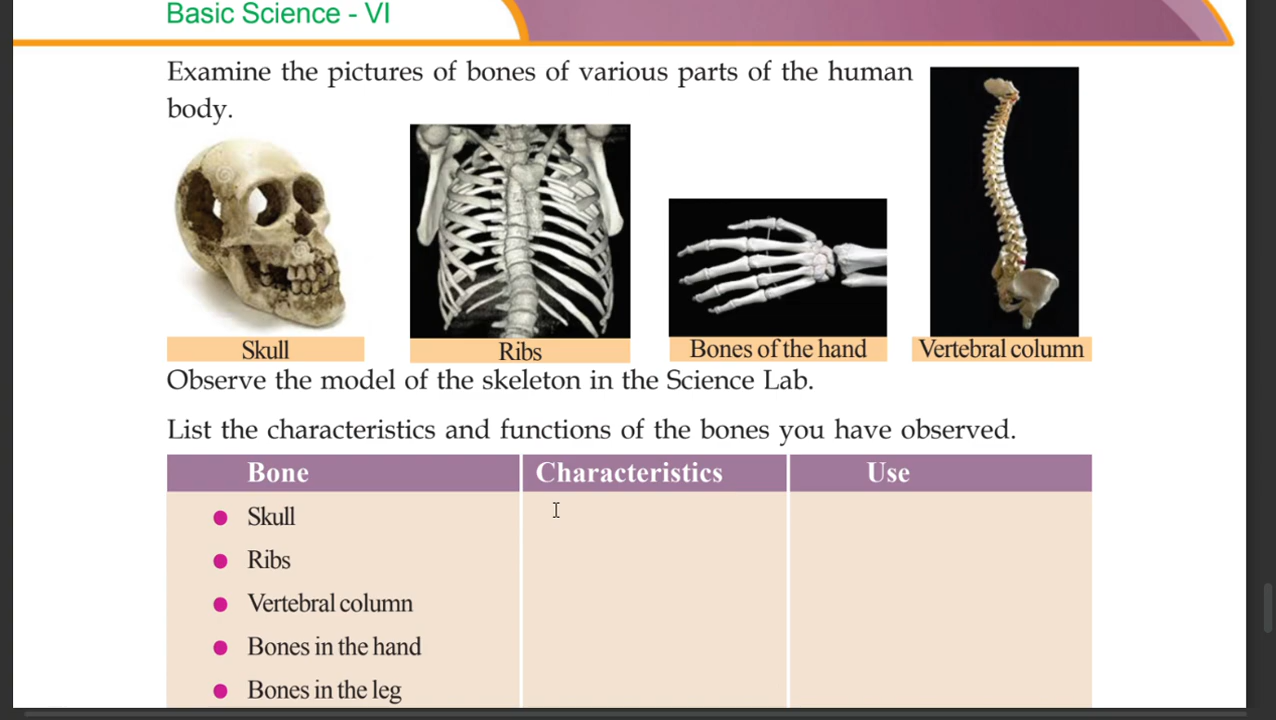 Basic Science - VI
Examine the pictures of bones of various parts of the human
body.
Skull
Ribs
Bones of the hand
Vertebral column
Observe the model of the skeleton in the Science Lab.
List the characteristics and functions of the bones you have observed.
Bone Characteristics Use
Skull
Ribs
Vertebral column
Bones in the hand
Bones in the leg